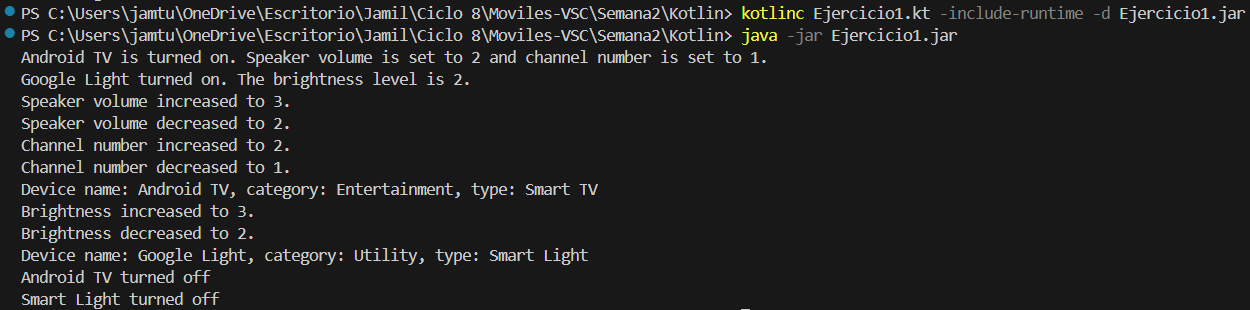 PS C:\Users\jamtu\OneDrive\Escritorio\Jamil\Ciclo 8\Moviles-VSC\Semana2\Kotlin> kotlinc Ejercicio1.kt -include-runtime -d Ejercicio1.jar
PS C:\Users\jamtu\OneDrive\Escritorio\Jamil\Ciclo 8\Moviles-VSC\Semana2\Kotlin> java -jar Ejercicio1.jar
Android TV is turned on. Speaker volume is set to 2 and channel number is set to 1.
Google Light turned on. The brightness level is 2.
Speaker volume increased to 3.
Speaker volume decreased to 2.
Channel number increased to 2.
Channel number decreased to 1.
Device name: Android TV, category: Entertainment, type: Smart TV
Brightness increased to 3.
Brightness decreased to 2.
Device name: Google Light, category: Utility, type: Smart Light
Android TV turned off
Smart Light turned off